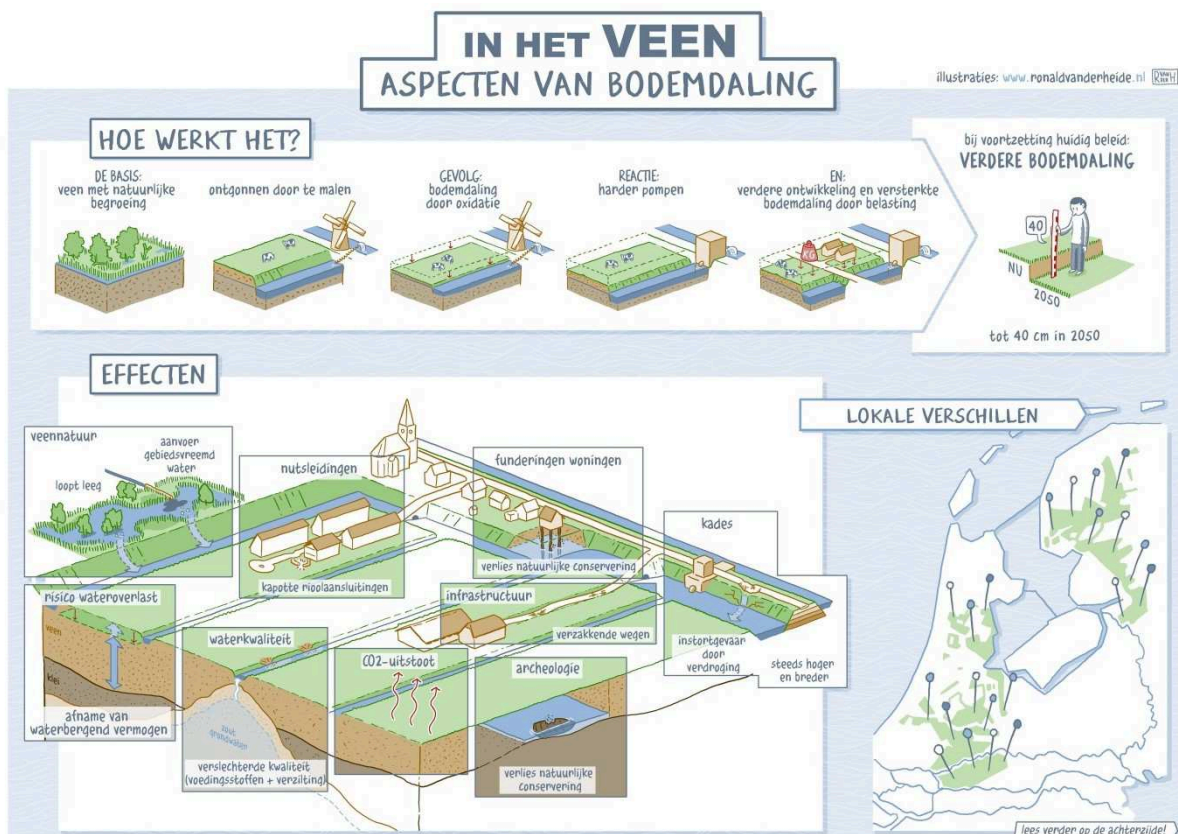 IN HET VEEN
ASPECTEN VAN BODEMDALING
illustraties: www.ronaldvanderheide.nl
HOE WERKT HET?
DE BASIS:
veen met natuurlijke
begroeing
ontgonnen door te malen
GEVOLG:
bodemdaling
door oxidatie
REACTIE:
harder pompen
EN:
verdere ontwikkeling en versterkte
bodemdaling door belasting
KG
bij voortzetting huidig beleid:
VERDERE BODEMDALING
40
NU
2050
tot 40 cm in 2050
EFFECTEN
veennatuur
aanvoer
gebiedsvreemd
water
loopt leeg
nutsleidingen
kapotte rioolaansluitingen
funderingen woningen
verlies natuurlijke conservering
kades
instortgevaar
door
verdroging
steeds hoger
en breder
risico wateroverlast
veen
klei
afname van
waterbergend vermogen
waterkwaliteit
zout
grondwater
verslechterde kwaliteit
(voedingsstoffen + verzilting)
infrastructuur
verzakkende wegen
CO2-uitstoot
archeologie
verlies natuurlijke
conservering
LOKALE VERSCHILLEN
lees verder op de achterzijde!